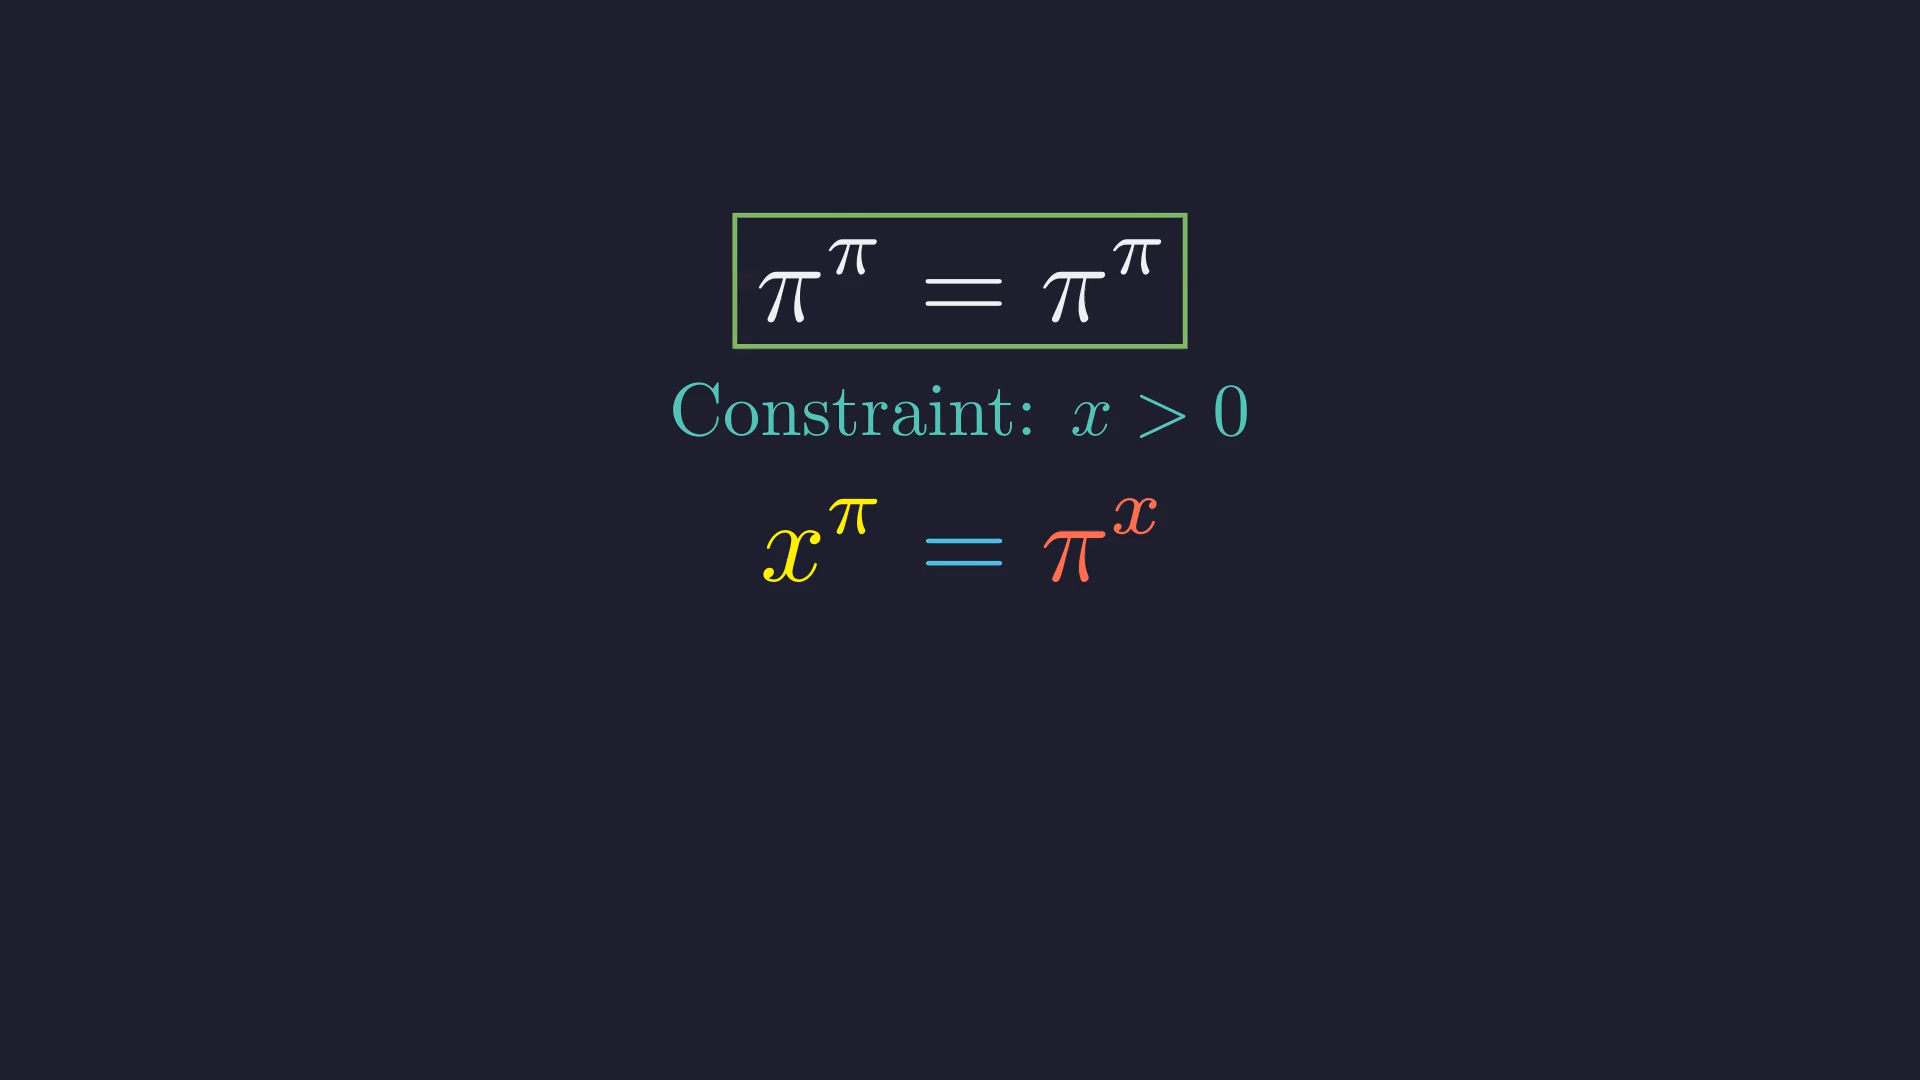 π^π = π^π
Constraint: x > 0
x^π = π^x